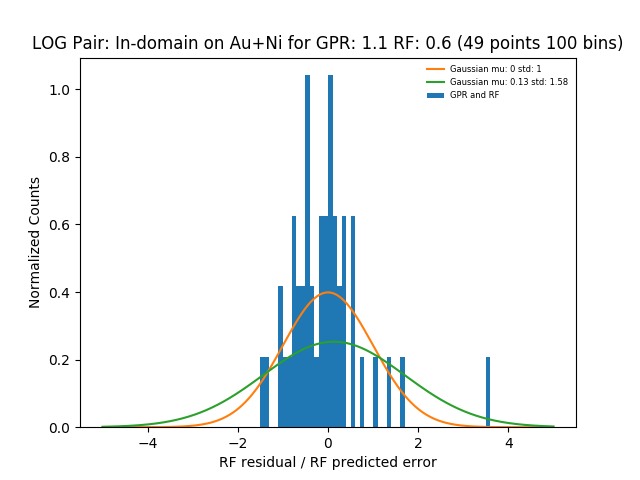 LOG Pair: In-domain on Au+Ni for GPR: 1.1 RF: 0.6 (49 points 100 bins)
Gaussian mu: 0 std: 1
Gaussian mu: 0.13 std: 1.58
GPR and RF
Normalized Counts
1.0
0.8
0.6
0.4
0.2
0.0
−4
−2
0
2
4
RF residual / RF predicted error